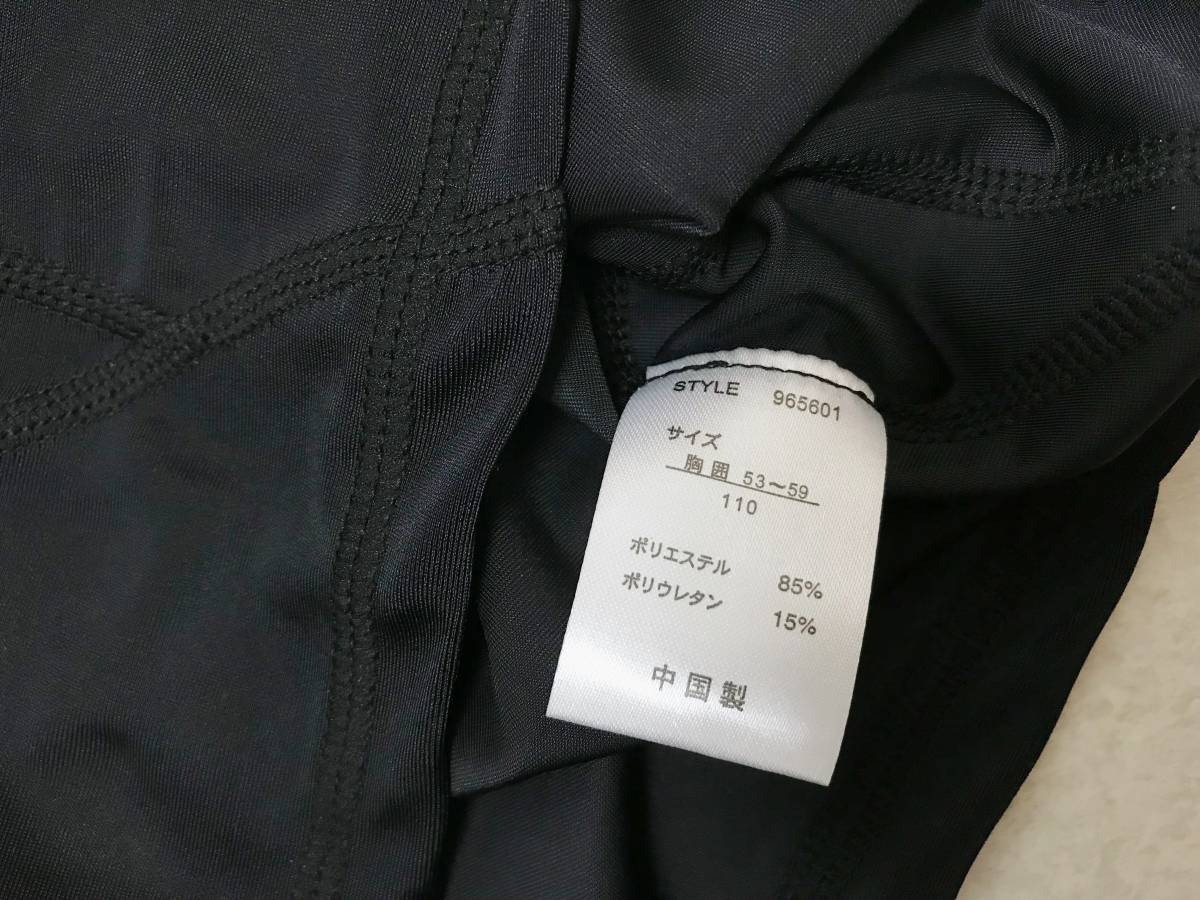 STYLE 965601
サイズ
胸囲 53～59
110
ポリエステル 85%
ポリウレタン 15%
中国製